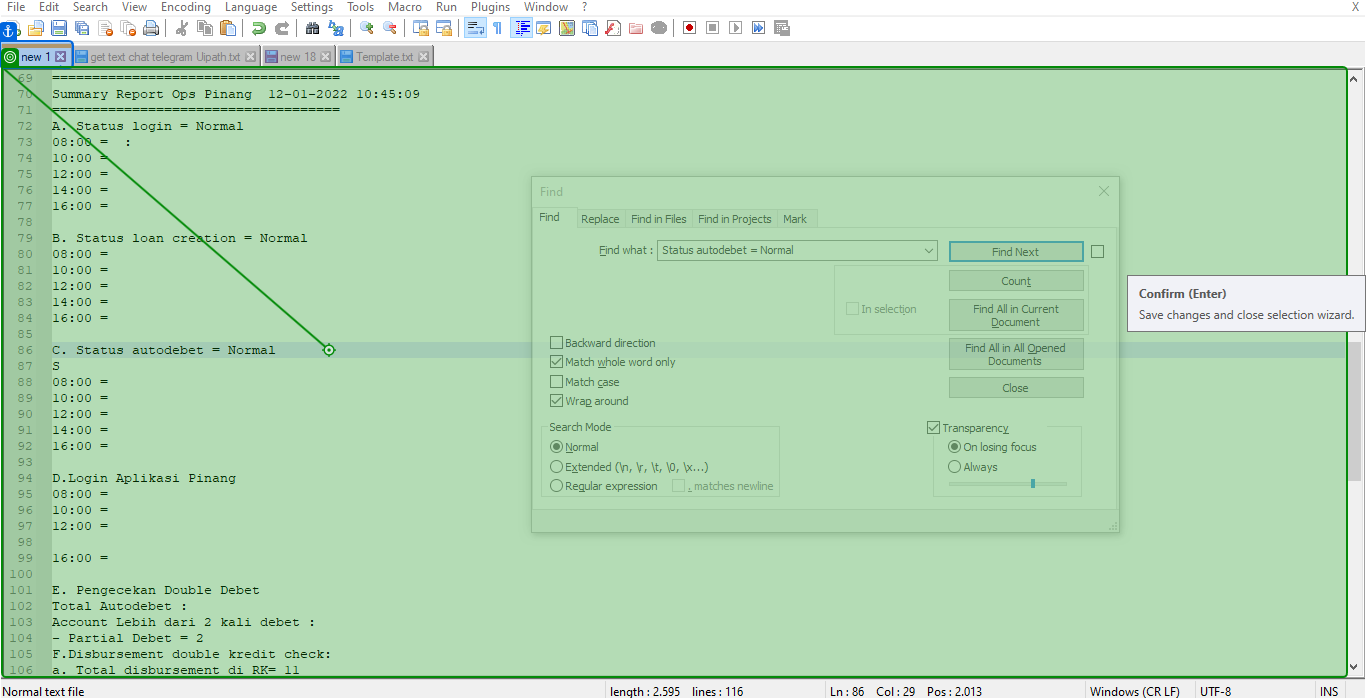 File Edit Search View Encoding Language Settings Tools Macro Run Plugins Window ? X
new 1 get text chat telegram Uipath.txt new 18 Template.txt
69 ====================================
70 Summary Report Ops Pinang 12-01-2022 10:45:09
71 ====================================
72 A. Status login = Normal
73 08:00 = :
74 10:00 =
75 12:00 =
76 14:00 =
77 16:00 =
78
79 B. Status loan creation = Normal
80 08:00 =
81 10:00 =
82 12:00 =
83 14:00 =
84 16:00 =
85
86 C. Status autodebet = Normal
87 S
88 08:00 =
89 10:00 =
90 12:00 =
91 14:00 =
92 16:00 =
93
94 D.Login Aplikasi Pinang
95 08:00 =
96 10:00 =
97 12:00 =
98
99 16:00 =
100
101 E. Pengecekan Double Debet
102 Total Autodebet :
103 Account Lebih dari 2 kali debet :
104 - Partial Debet = 2
105 F.Disbursement double kredit check:
106 a. Total disbursement di RK= 11
Find
Find Replace Find in Files Find in Projects Mark
Find what : Status autodebet = Normal Find Next
Count
In selection Find All in Current
Document
Find All in All Opened
Documents
Close
Backward direction
Match whole word only
Match case
Wrap around
Search Mode
Normal
Extended (\n, \r, \t, \0, \x...)
Regular expression . matches newline
Transparency
On losing focus
Always
Confirm (Enter)
Save changes and close selection wizard.
Normal text file length : 2.595 lines : 116 Ln : 86 Col : 29 Pos : 2.013 Windows (CR LF) UTF-8 INS